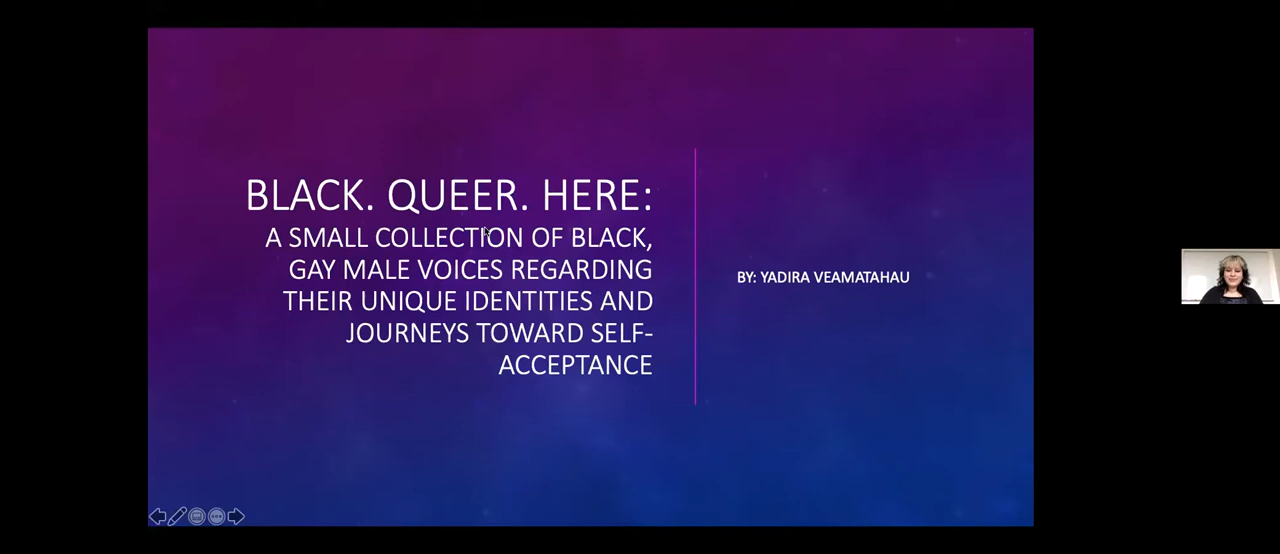 BLACK. QUEER. HERE:
A SMALL COLLECTION OF BLACK,
GAY MALE VOICES REGARDING
THEIR UNIQUE IDENTITIES AND
JOURNEYS TOWARD SELF-
ACCEPTANCE
BY: YADIRA VEAMATAHAU